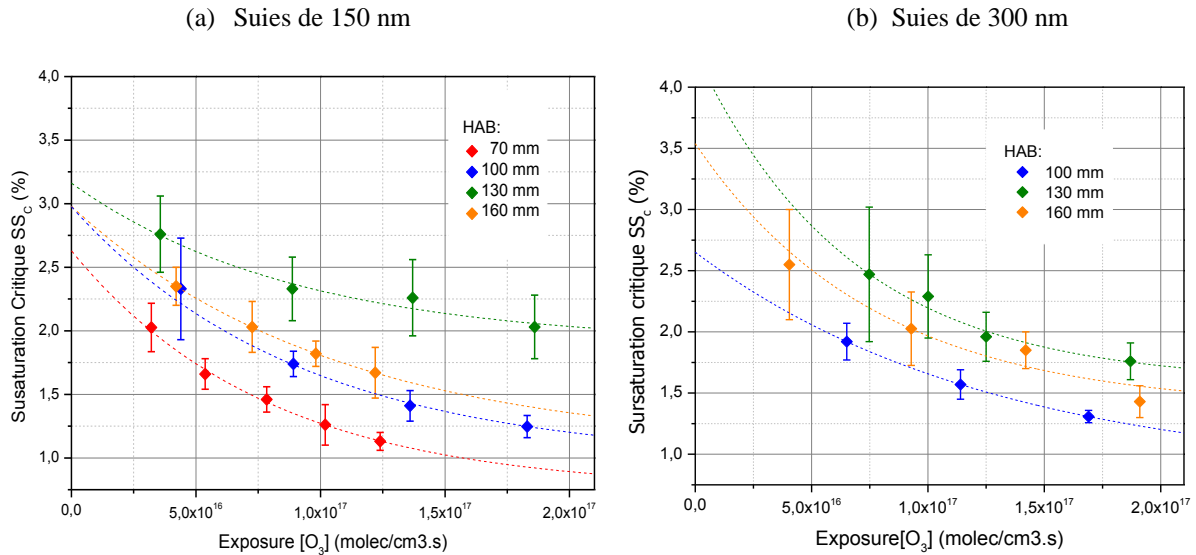 (a) Suies de 150 nm
(b) Suies de 300 nm
4,0
3,5
3,0
2,5
2,0
1,5
1,0
Susaturation Critique SS_C (%)
HAB:
70 mm
100 mm
130 mm
160 mm
0,0
5,0x10^16
1,0x10^17
1,5x10^17
2,0x10^17
Exposure [O_3] (molec/cm3.s)
4,0
3,5
3,0
2,5
2,0
1,5
1,0
Sursaturation critique SS_C (%)
HAB:
100 mm
130 mm
160 mm
0,0
5,0x10^16
1,0x10^17
1,5x10^17
2,0x10^17
Exposure[O_3] (molec/cm3.s)